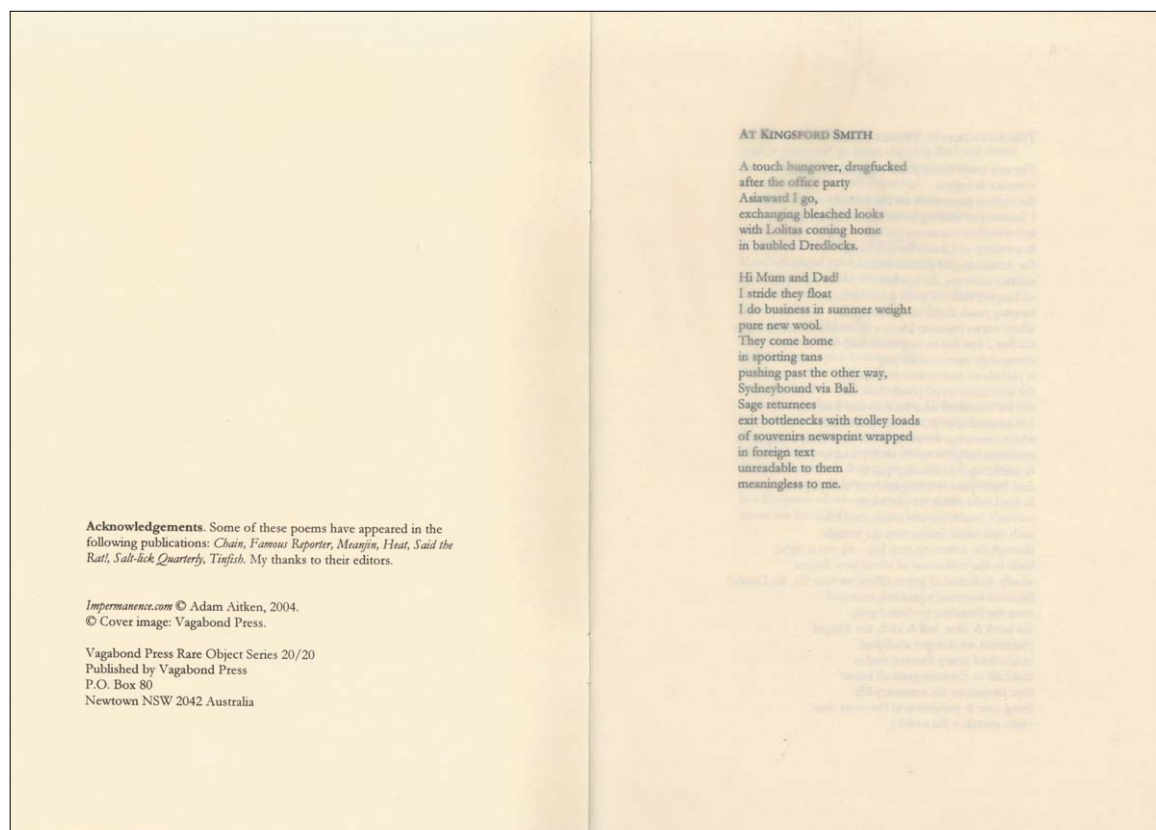 Acknowledgements. Some of these poems have appeared in the
following publications: Chain, Famous Reporter, Meanjin, Heat, Said the
Rat!, Salt-lick Quarterly, Tinfish. My thanks to their editors.
Impermanence.com © Adam Aitken, 2004.
© Cover image: Vagabond Press.
Vagabond Press Rare Object Series 20/20
Published by Vagabond Press
P.O. Box 80
Newtown NSW 2042 Australia
AT KINGSFORD SMITH
A touch hungover, drugfucked
after the office party
Asiaward I go,
exchanging bleached looks
with Lolitas coming home
in baubled Dredlocks.
Hi Mum and Dad!
I stride they float
I do business in summer weight
pure new wool.
They come home
in sporting tans
pushing past the other way,
Sydneybound via Bali.
Sage returnees
exit bottlenecks with trolley loads
of souvenirs newsprint wrapped
in foreign text
unreadable to them
meaningless to me.